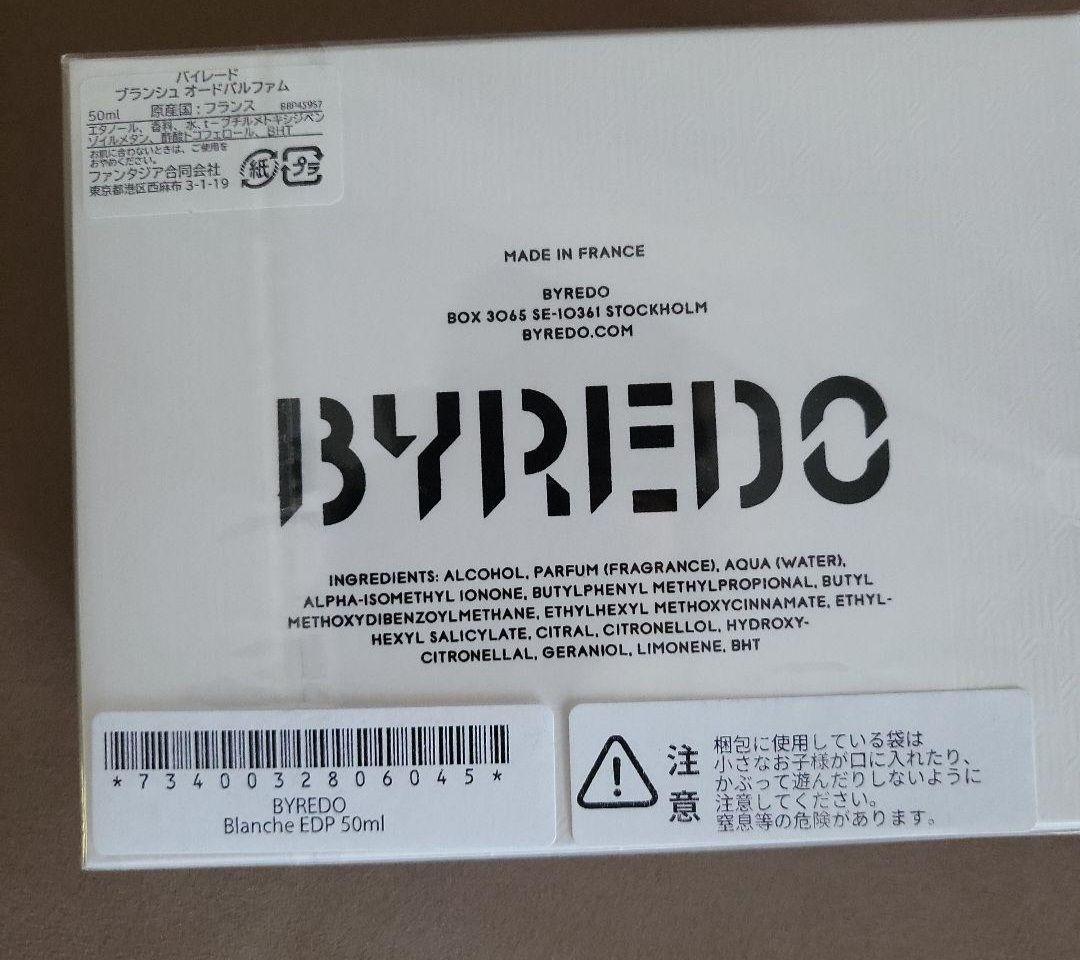 バイレード
ブランシュ オードパルファム
50ml 原産国 : フランス BBP45957
エタノール、香料、水、t-ブチルメトキシジベン
ゾイルメタン、酢酸トコフェロール、BHT
お肌に合わないときは、ご使用を
おやめください。
ファンタジア合同会社
東京都港区西麻布 3-1-19
紙 プラ
MADE IN FRANCE
BYREDO
BOX 3065 SE-10361 STOCKHOLM
BYREDO.COM
BYREDO
INGREDIENTS: ALCOHOL, PARFUM (FRAGRANCE), AQUA (WATER),
ALPHA-ISOMETHYL IONONE, BUTYLPHENYL METHYLPROPIONAL, BUTYL
METHOXYDIBENZOYLMETHANE, ETHYLHEXYL METHOXYCINNAMATE, ETHYL-
HEXYL SALICYLATE, CITRAL, CITRONELLOL, HYDROXY-
CITRONELLAL, GERANIOL, LIMONENE, BHT
*7340032806045*
BYREDO
Blanche EDP 50ml
注意
梱包に使用している袋は
小さなお子様が口に入れたり、
かぶって遊んだりしないように
注意してください。
窒息等の危険があります。